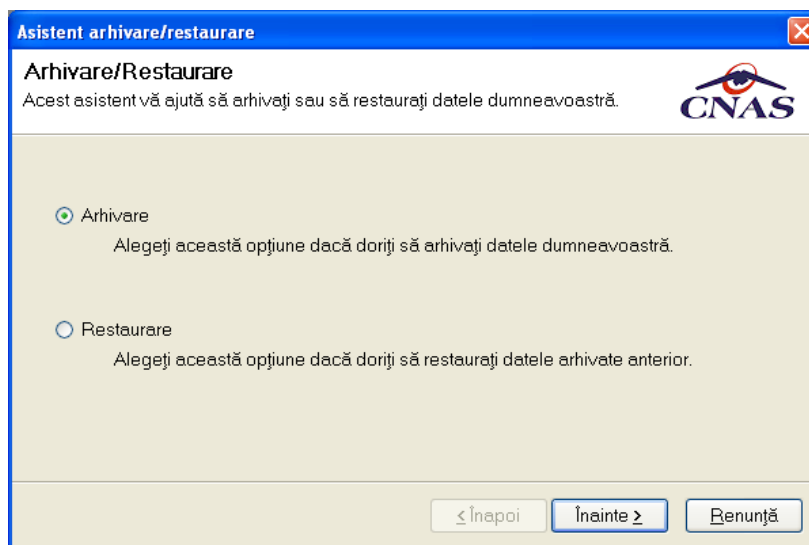 Asistent arhivare/restaurare
Arhivare/Restaurare
Acest asistent vă ajută să arhivaţi sau să restauraţi datele dumneavoastră.
CNAS
Arhivare
Alegeţi această opţiune dacă doriţi să arhivaţi datele dumneavoastră.
Restaurare
Alegeţi această opţiune dacă doriţi să restauraţi datele arhivate anterior.
< Înapoi
Înainte >
Renunţă